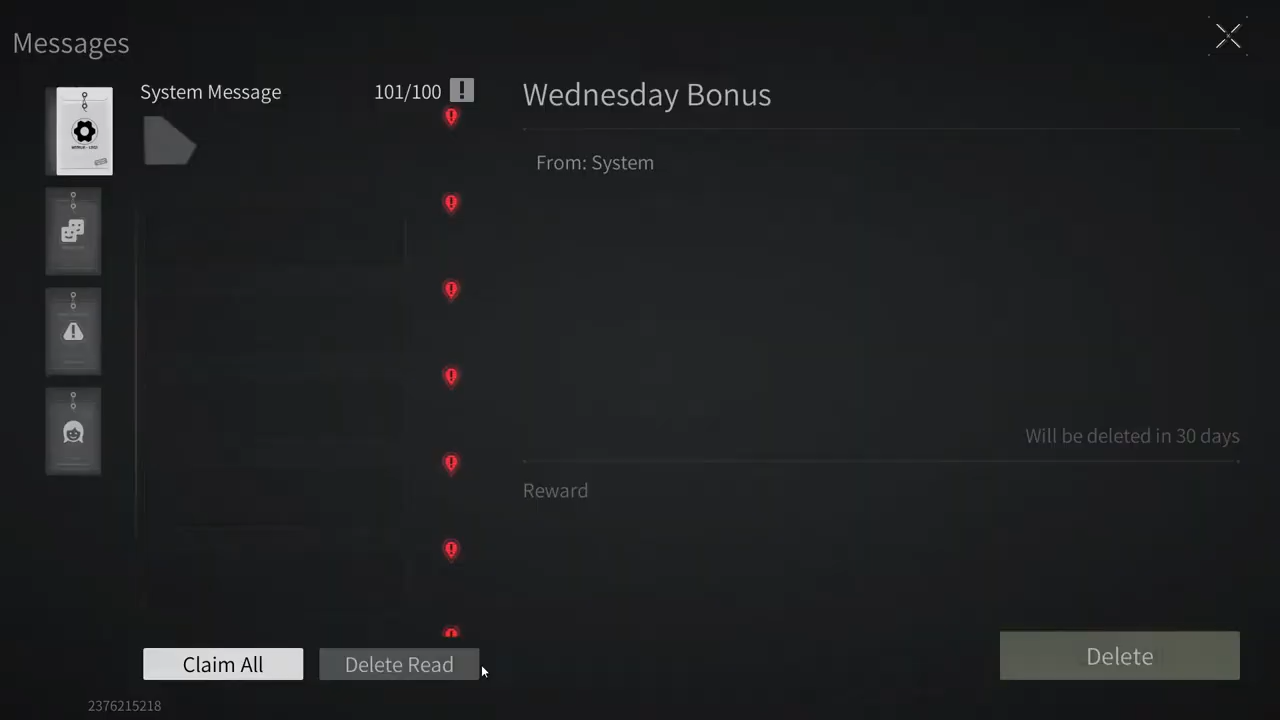 Messages
System Message 101/100
Wednesday Bonus
From: System
Will be deleted in 30 days
Reward
Claim All
Delete Read
Delete
2376215218